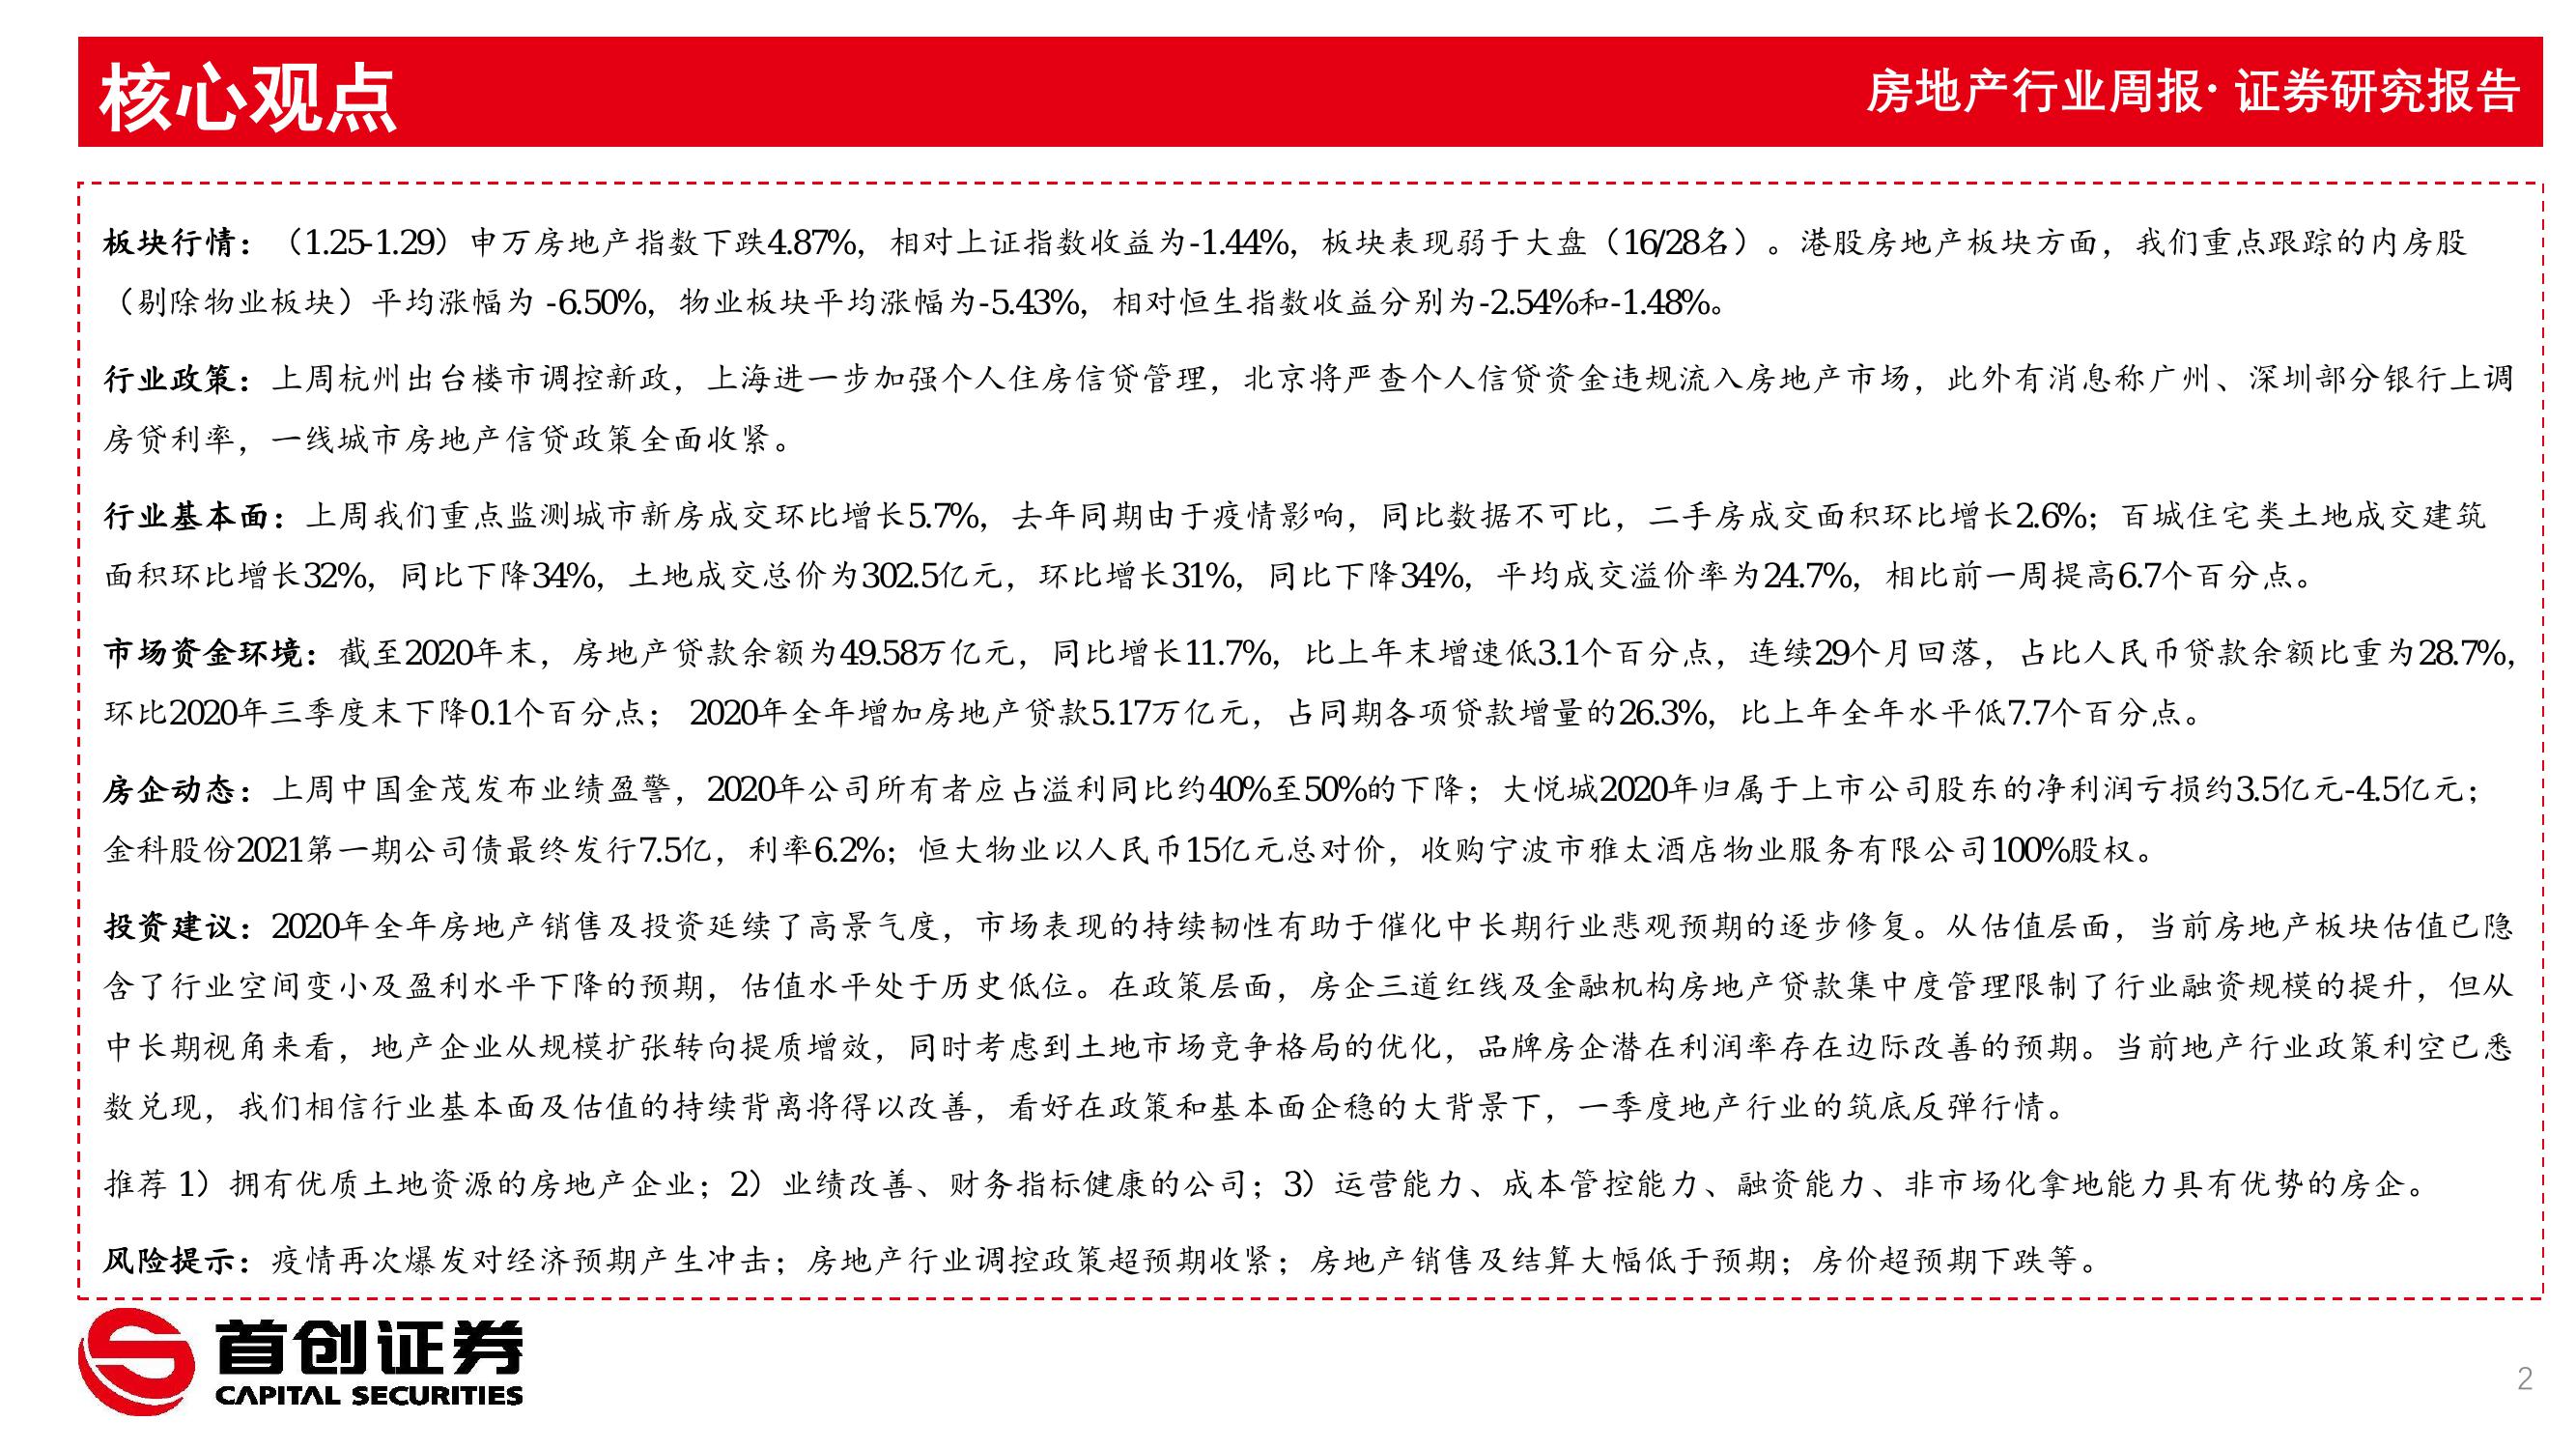 核心观点
房地产行业周报· 证券研究报告
板块行情：（1.25-1.29）申万房地产指数下跌4.87%，相对上证指数收益为-1.44%，板块表现弱于大盘（16/28名）。港股房地产板块方面，我们重点跟踪的内房股
（剔除物业板块）平均涨幅为 -6.50%，物业板块平均涨幅为-5.43%，相对恒生指数收益分别为-2.54%和-1.48%。
行业政策：上周杭州出台楼市调控新政，上海进一步加强个人住房信贷管理，北京将严查个人信贷资金违规流入房地产市场，此外有消息称广州、深圳部分银行上调
房贷利率，一线城市房地产信贷政策全面收紧。
行业基本面：上周我们重点监测城市新房成交环比增长5.7%，去年同期由于疫情影响，同比数据不可比，二手房成交面积环比增长2.6%；百城住宅类土地成交建筑
面积环比增长32%，同比下降34%，土地成交总价为302.5亿元，环比增长31%，同比下降34%，平均成交溢价率为24.7%，相比前一周提高6.7个百分点。
市场资金环境：截至2020年末，房地产贷款余额为49.58万亿元，同比增长11.7%，比上年末增速低3.1个百分点，连续29个月回落，占比人民币贷款余额比重为28.7%，
环比2020年三季度末下降0.1个百分点； 2020年全年增加房地产贷款5.17万亿元，占同期各项贷款增量的26.3%，比上年全年水平低7.7个百分点。
房企动态：上周中国金茂发布业绩盈警，2020年公司所有者应占溢利同比约40%至50%的下降；大悦城2020年归属于上市公司股东的净利润亏损约3.5亿元-4.5亿元；
金科股份2021第一期公司债最终发行7.5亿，利率6.2%；恒大物业以人民币15亿元总对价，收购宁波市雅太酒店物业服务有限公司100%股权。
投资建议：2020年全年房地产销售及投资延续了高景气度，市场表现的持续韧性有助于催化中长期行业悲观预期的逐步修复。从估值层面，当前房地产板块估值已隐
含了行业空间变小及盈利水平下降的预期，估值水平处于历史低位。在政策层面，房企三道红线及金融机构房地产贷款集中度管理限制了行业融资规模的提升，但从
中长期视角来看，地产企业从规模扩张转向提质增效，同时考虑到土地市场竞争格局的优化，品牌房企潜在利润率存在边际改善的预期。当前地产行业政策利空已悉
数兑现，我们相信行业基本面及估值的持续背离将得以改善，看好在政策和基本面企稳的大背景下，一季度地产行业的筑底反弹行情。
推荐 1）拥有优质土地资源的房地产企业；2）业绩改善、财务指标健康的公司；3）运营能力、成本管控能力、融资能力、非市场化拿地能力具有优势的房企。
风险提示：疫情再次爆发对经济预期产生冲击；房地产行业调控政策超预期收紧；房地产销售及结算大幅低于预期；房价超预期下跌等。
首创证券
CAPITAL SECURITIES
2